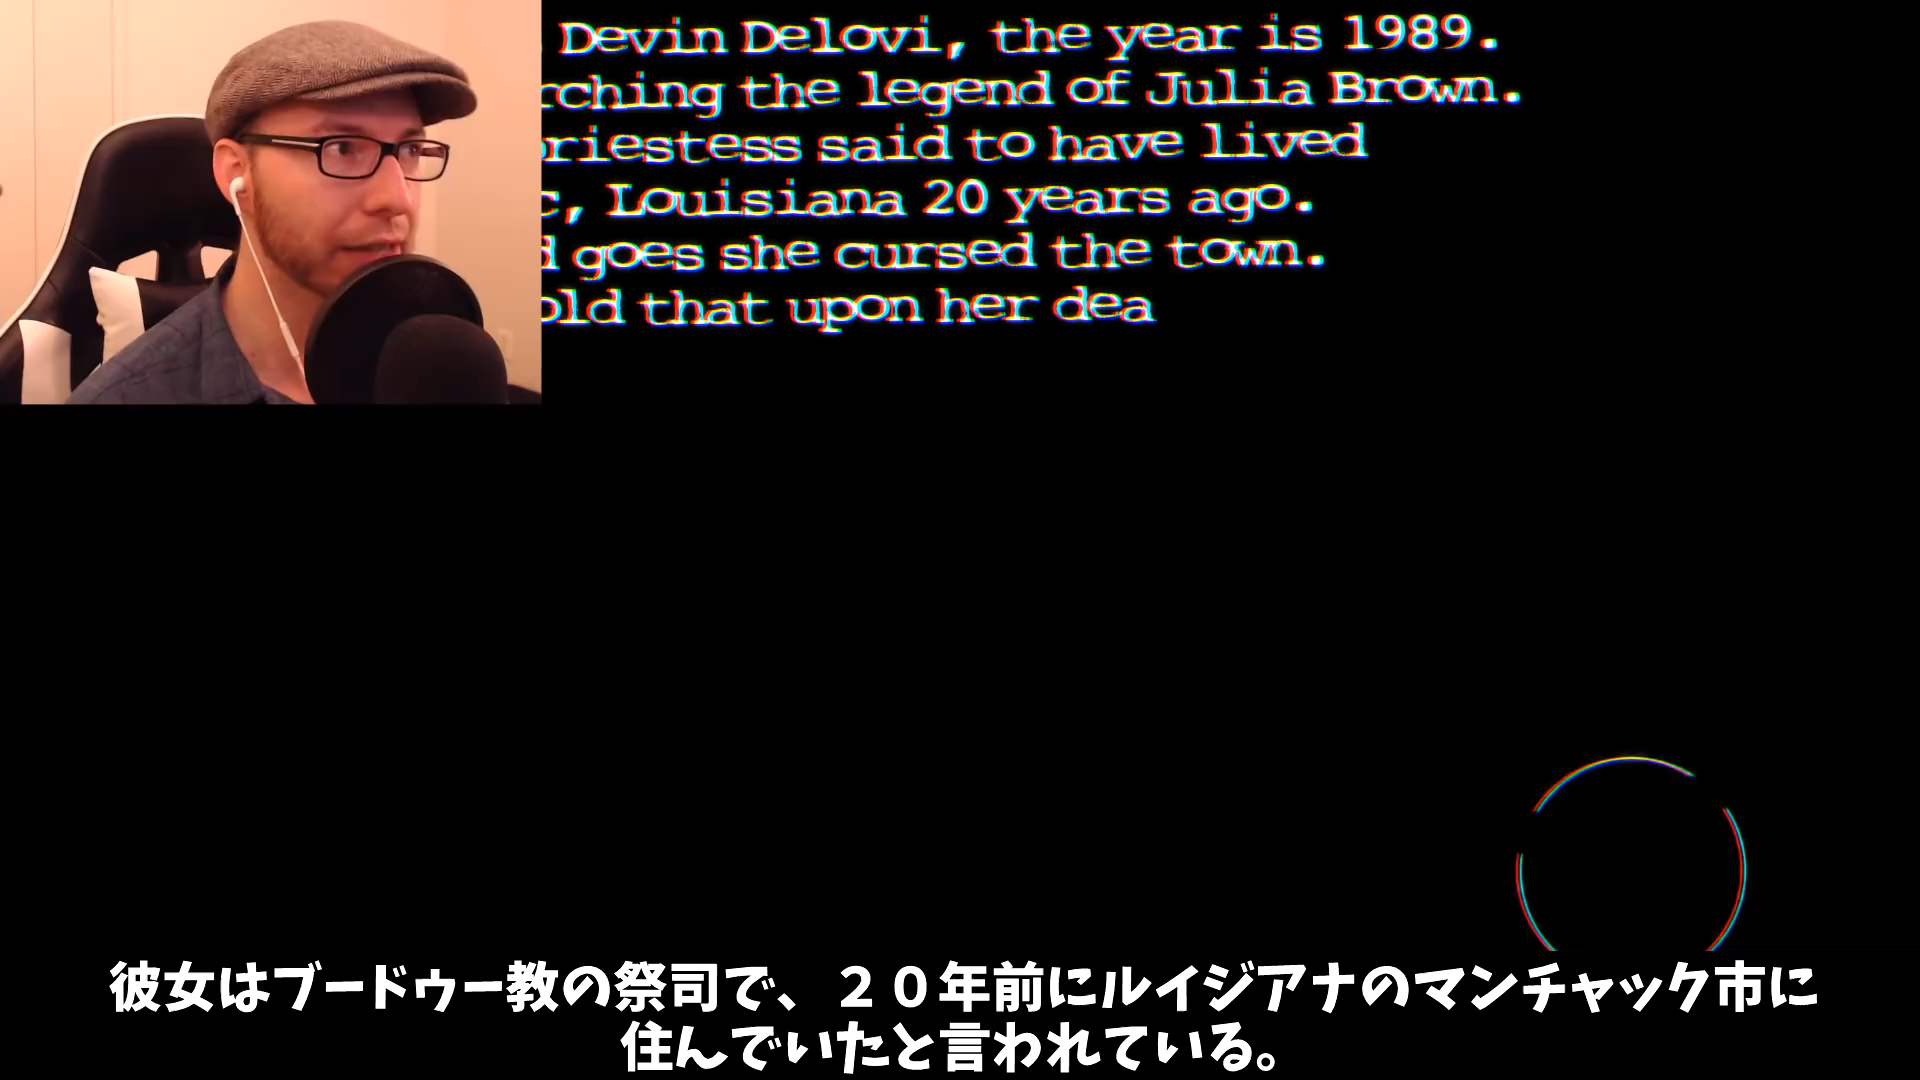 Devin Delovi, the year is 1989.
rching the legend of Julia Brown.
riestess said to have lived
c, Louisiana 20 years ago.
d goes she cursed the town.
old that upon her dea
彼女はブードゥー教の祭司で、２０年前にルイジアナのマンチャック市に
住んでいたと言われている。